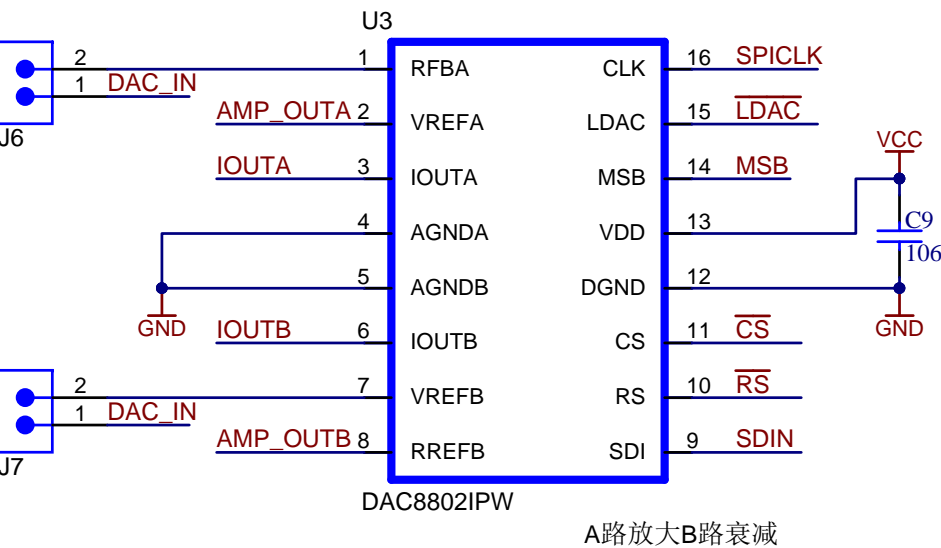 U3
2
1
DAC_IN
J6
1
RFBA
CLK
16
SPICLK
AMP_OUTA
2
VREFA
LDAC
15
LDAC
IOUTA
3
IOUTA
MSB
14
MSB
VCC
4
AGNDA
VDD
13
C9
106
5
AGNDB
DGND
12
GND
GND
IOUTB
6
IOUTB
CS
11
CS
2
1
DAC_IN
J7
7
VREFB
RS
10
RS
AMP_OUTB
8
RREFB
SDI
9
SDIN
DAC8802IPW
A路放大B路衰减